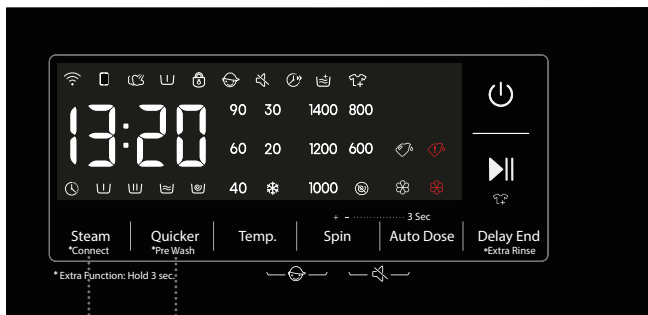 90 30 1400 800
13:20
60 20 1200 600
40 1000
+ - 3 Sec
Steam Quicker Temp. Spin Auto Dose Delay End
*Connect *Pre Wash *Extra Rinse
* Extra Function: Hold 3 sec.